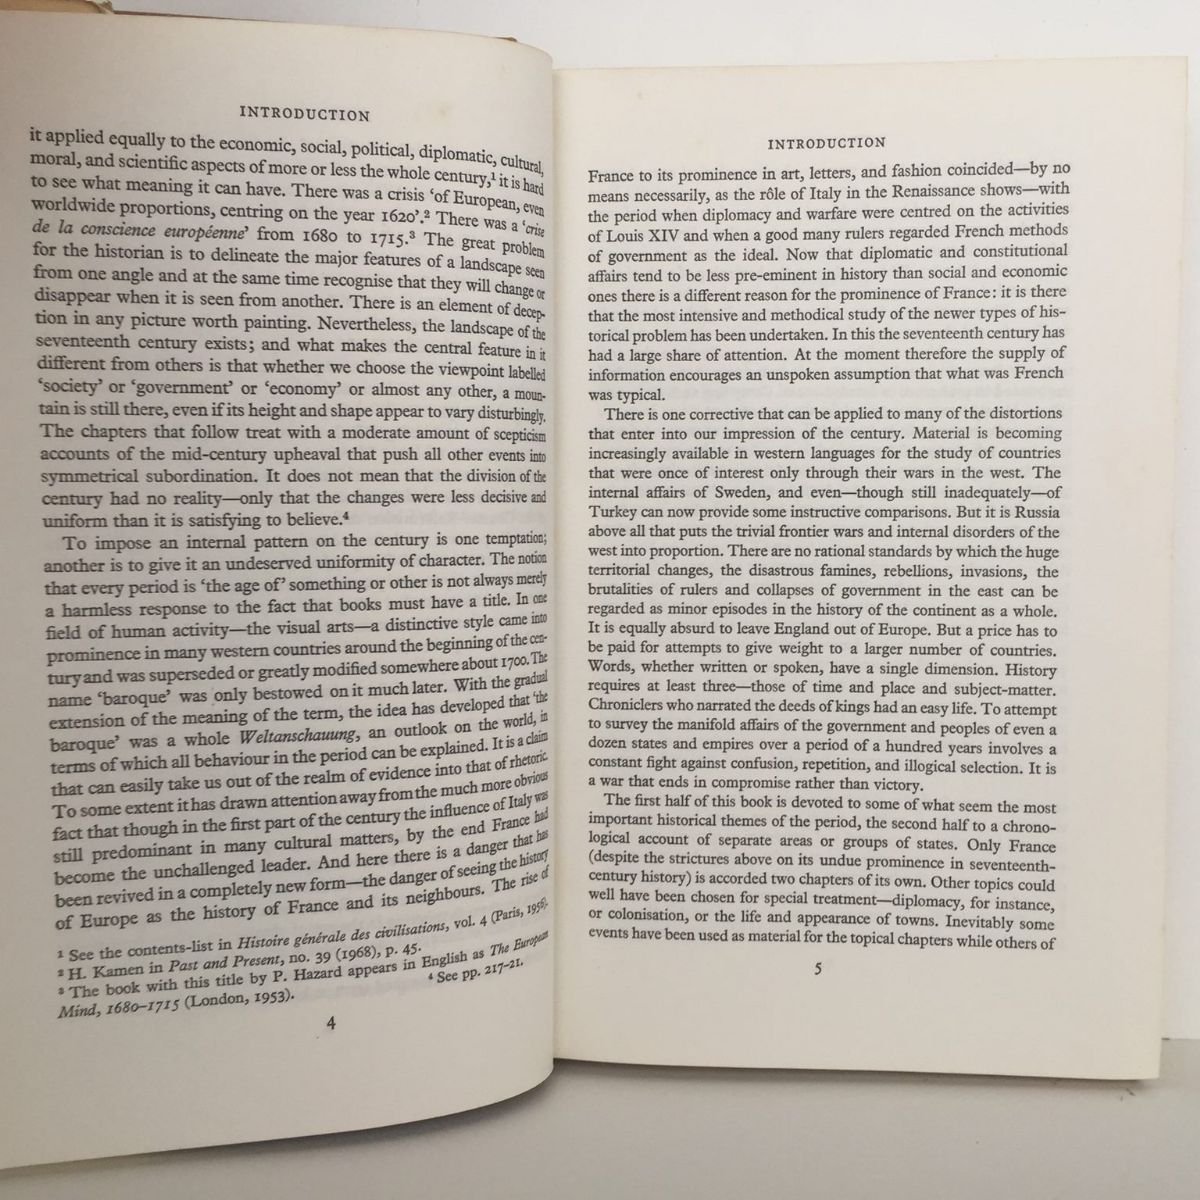 INTRODUCTION
it applied equally to the economic, social, political, diplomatic, cultural,
moral, and scientific aspects of more or less the whole century,¹ it is hard
to see what meaning it can have. There was a crisis ‘of European, even
worldwide proportions, centring on the year 1620’.² There was a ‘crise
de la conscience européenne’ from 1680 to 1715.³ The great problem
for the historian is to delineate the major features of a landscape seen
from one angle and at the same time recognise that they will change or
disappear when it is seen from another. There is an element of decep-
tion in any picture worth painting. Nevertheless, the landscape of the
seventeenth century exists; and what makes the central feature in it
different from others is that whether we choose the viewpoint labelled
‘society’ or ‘government’ or ‘economy’ or almost any other, a moun-
tain is still there, even if its height and shape appear to vary disturbingly.
The chapters that follow treat with a moderate amount of scepticism
accounts of the mid-century upheaval that push all other events into
symmetrical subordination. It does not mean that the division of the
century had no reality—only that the changes were less decisive and
uniform than it is satisfying to believe.⁴
To impose an internal pattern on the century is one temptation;
another is to give it an undeserved uniformity of character. The notion
that every period is ‘the age of’ something or other is not always merely
a harmless response to the fact that books must have a title. In one
field of human activity—the visual arts—a distinctive style came into
prominence in many western countries around the beginning of the cen-
tury and was superseded or greatly modified somewhere about 1700. The
name ‘baroque’ was only bestowed on it much later. With the gradual
extension of the meaning of the term, the idea has developed that ‘the
baroque’ was a whole Weltanschauung, an outlook on the world, in
terms of which all behaviour in the period can be explained. It is a claim
that can easily take us out of the realm of evidence into that of rhetoric.
To some extent it has drawn attention away from the much more obvious
fact that though in the first part of the century the influence of Italy was
still predominant in many cultural matters, by the end France had
become the unchallenged leader. And here there is a danger that has
been revived in a completely new form—the danger of seeing the history
of Europe as the history of France and its neighbours. The rise of
¹ See the contents-list in Histoire générale des civilisations, vol. 4 (Paris, 1956).
² H. Kamen in Past and Present, no. 39 (1968), p. 45.
³ The book with this title by P. Hazard appears in English as The European
Mind, 1680–1715 (London, 1953).
⁴ See pp. 217–21.
4
INTRODUCTION
France to its prominence in art, letters, and fashion coincided—by no
means necessarily, as the rôle of Italy in the Renaissance shows—with
the period when diplomacy and warfare were centred on the activities
of Louis XIV and when a good many rulers regarded French methods
of government as the ideal. Now that diplomatic and constitutional
affairs tend to be less pre-eminent in history than social and economic
ones there is a different reason for the prominence of France: it is there
that the most intensive and methodical study of the newer types of his-
torical problem has been undertaken. In this the seventeenth century has
had a large share of attention. At the moment therefore the supply of
information encourages an unspoken assumption that what was French
was typical.
There is one corrective that can be applied to many of the distortions
that enter into our impression of the century. Material is becoming
increasingly available in western languages for the study of countries
that were once of interest only through their wars in the west. The
internal affairs of Sweden, and even—though still inadequately—of
Turkey can now provide some instructive comparisons. But it is Russia
above all that puts the trivial frontier wars and internal disorders of the
west into proportion. There are no rational standards by which the huge
territorial changes, the disastrous famines, rebellions, invasions, the
brutalities of rulers and collapses of government in the east can be
regarded as minor episodes in the history of the continent as a whole.
It is equally absurd to leave England out of Europe. But a price has to
be paid for attempts to give weight to a larger number of countries.
Words, whether written or spoken, have a single dimension. History
requires at least three—those of time and place and subject-matter.
Chroniclers who narrated the deeds of kings had an easy life. To attempt
to survey the manifold affairs of the government and peoples of even a
dozen states and empires over a period of a hundred years involves a
constant fight against confusion, repetition, and illogical selection. It is
a war that ends in compromise rather than victory.
The first half of this book is devoted to some of what seem the most
important historical themes of the period, the second half to a chrono-
logical account of separate areas or groups of states. Only France
(despite the strictures above on its undue prominence in seventeenth-
century history) is accorded two chapters of its own. Other topics could
well have been chosen for special treatment—diplomacy, for instance,
or colonisation, or the life and appearance of towns. Inevitably some
events have been used as material for the topical chapters while others of
5